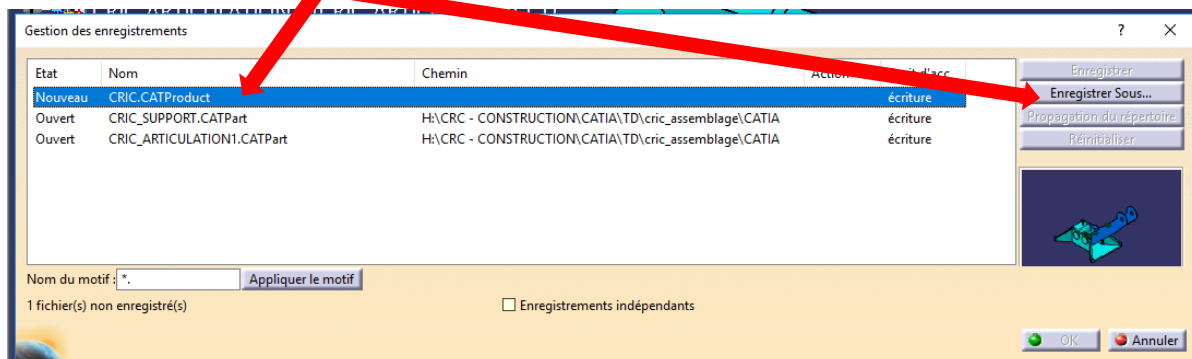 Gestion des enregistrements ? ×
Etat Nom Chemin Action
Enregistrer
Nouveau CRIC.CATProduct écriture
Enregistrer Sous...
Ouvert CRIC_SUPPORT.CATPart H:\CRC - CONSTRUCTION\CATIA\TD\cric_assemblage\CATIA écriture
Propagation du répertoire
Ouvert CRIC_ARTICULATION1.CATPart H:\CRC - CONSTRUCTION\CATIA\TD\cric_assemblage\CATIA écriture
Réinitialiser
Nom du motif : *. Appliquer le motif
1 fichier(s) non enregistré(s) Enregistrements indépendants
OK Annuler